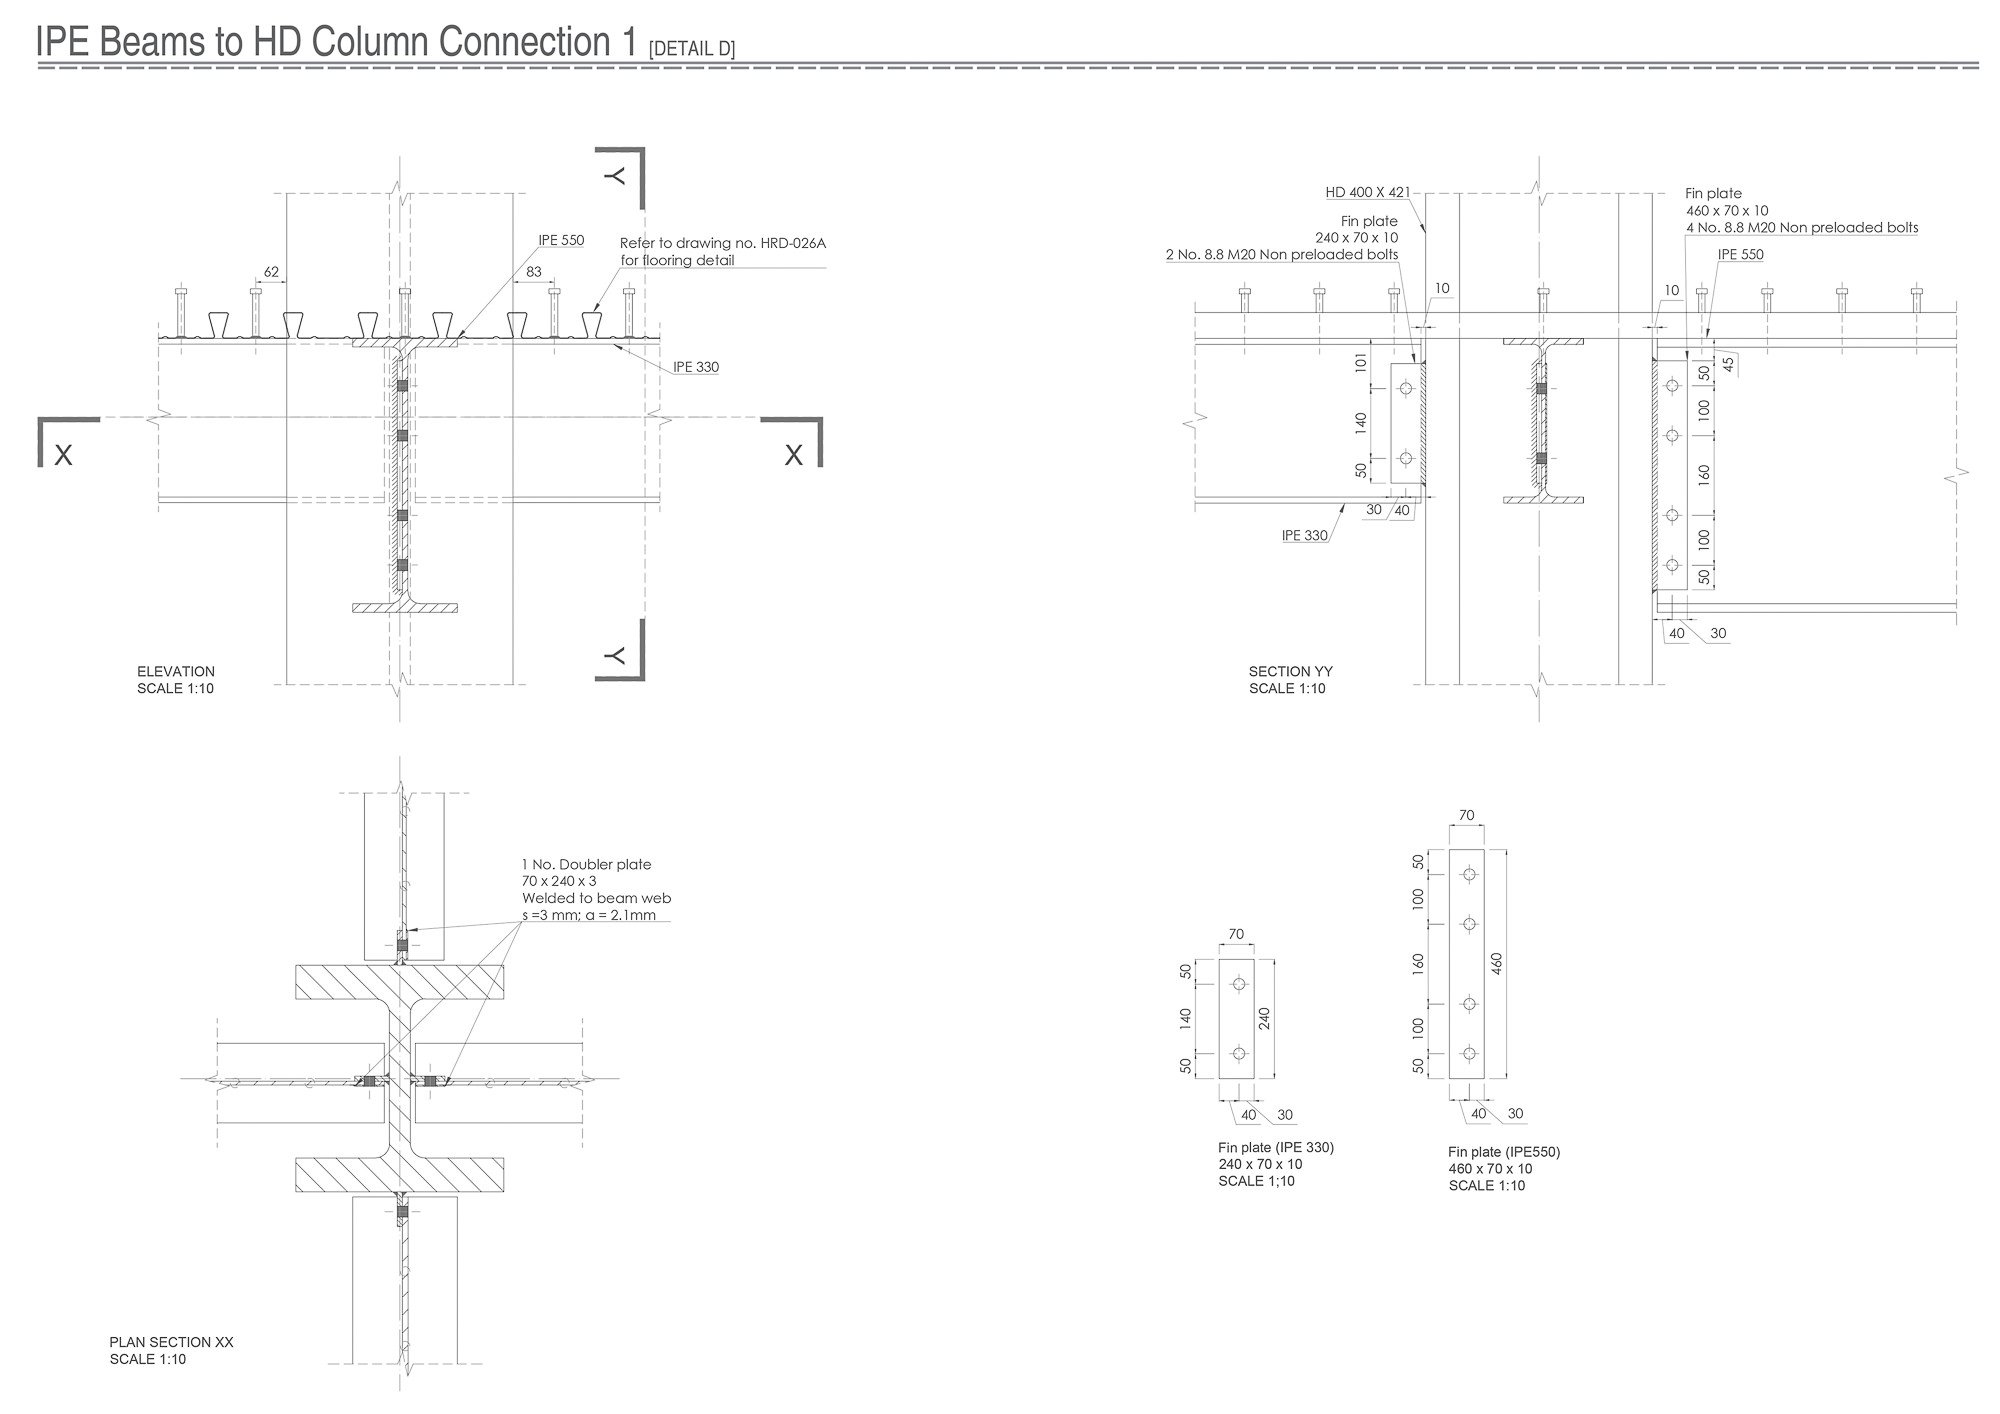 IPE Beams to HD Column Connection 1 [DETAIL D]
Y
IPE 550
Refer to drawing no. HRD-026A
for flooring detail
62
83
IPE 330
X
X
Y
ELEVATION
SCALE 1:10
HD 400 X 421
Fin plate
240 x 70 x 10
2 No. 8.8 M20 Non preloaded bolts
Fin plate
460 x 70 x 10
4 No. 8.8 M20 Non preloaded bolts
IPE 550
10
10
101
140
50
30
40
IPE 330
45
50
100
160
100
50
40
30
SECTION YY
SCALE 1:10
1 No. Doubler plate
70 x 240 x 3
Welded to beam web
s =3 mm; a = 2.1mm
PLAN SECTION XX
SCALE 1:10
70
50
140
50
240
40
30
Fin plate (IPE 330)
240 x 70 x 10
SCALE 1;10
70
50
100
160
100
50
460
40
30
Fin plate (IPE550)
460 x 70 x 10
SCALE 1:10